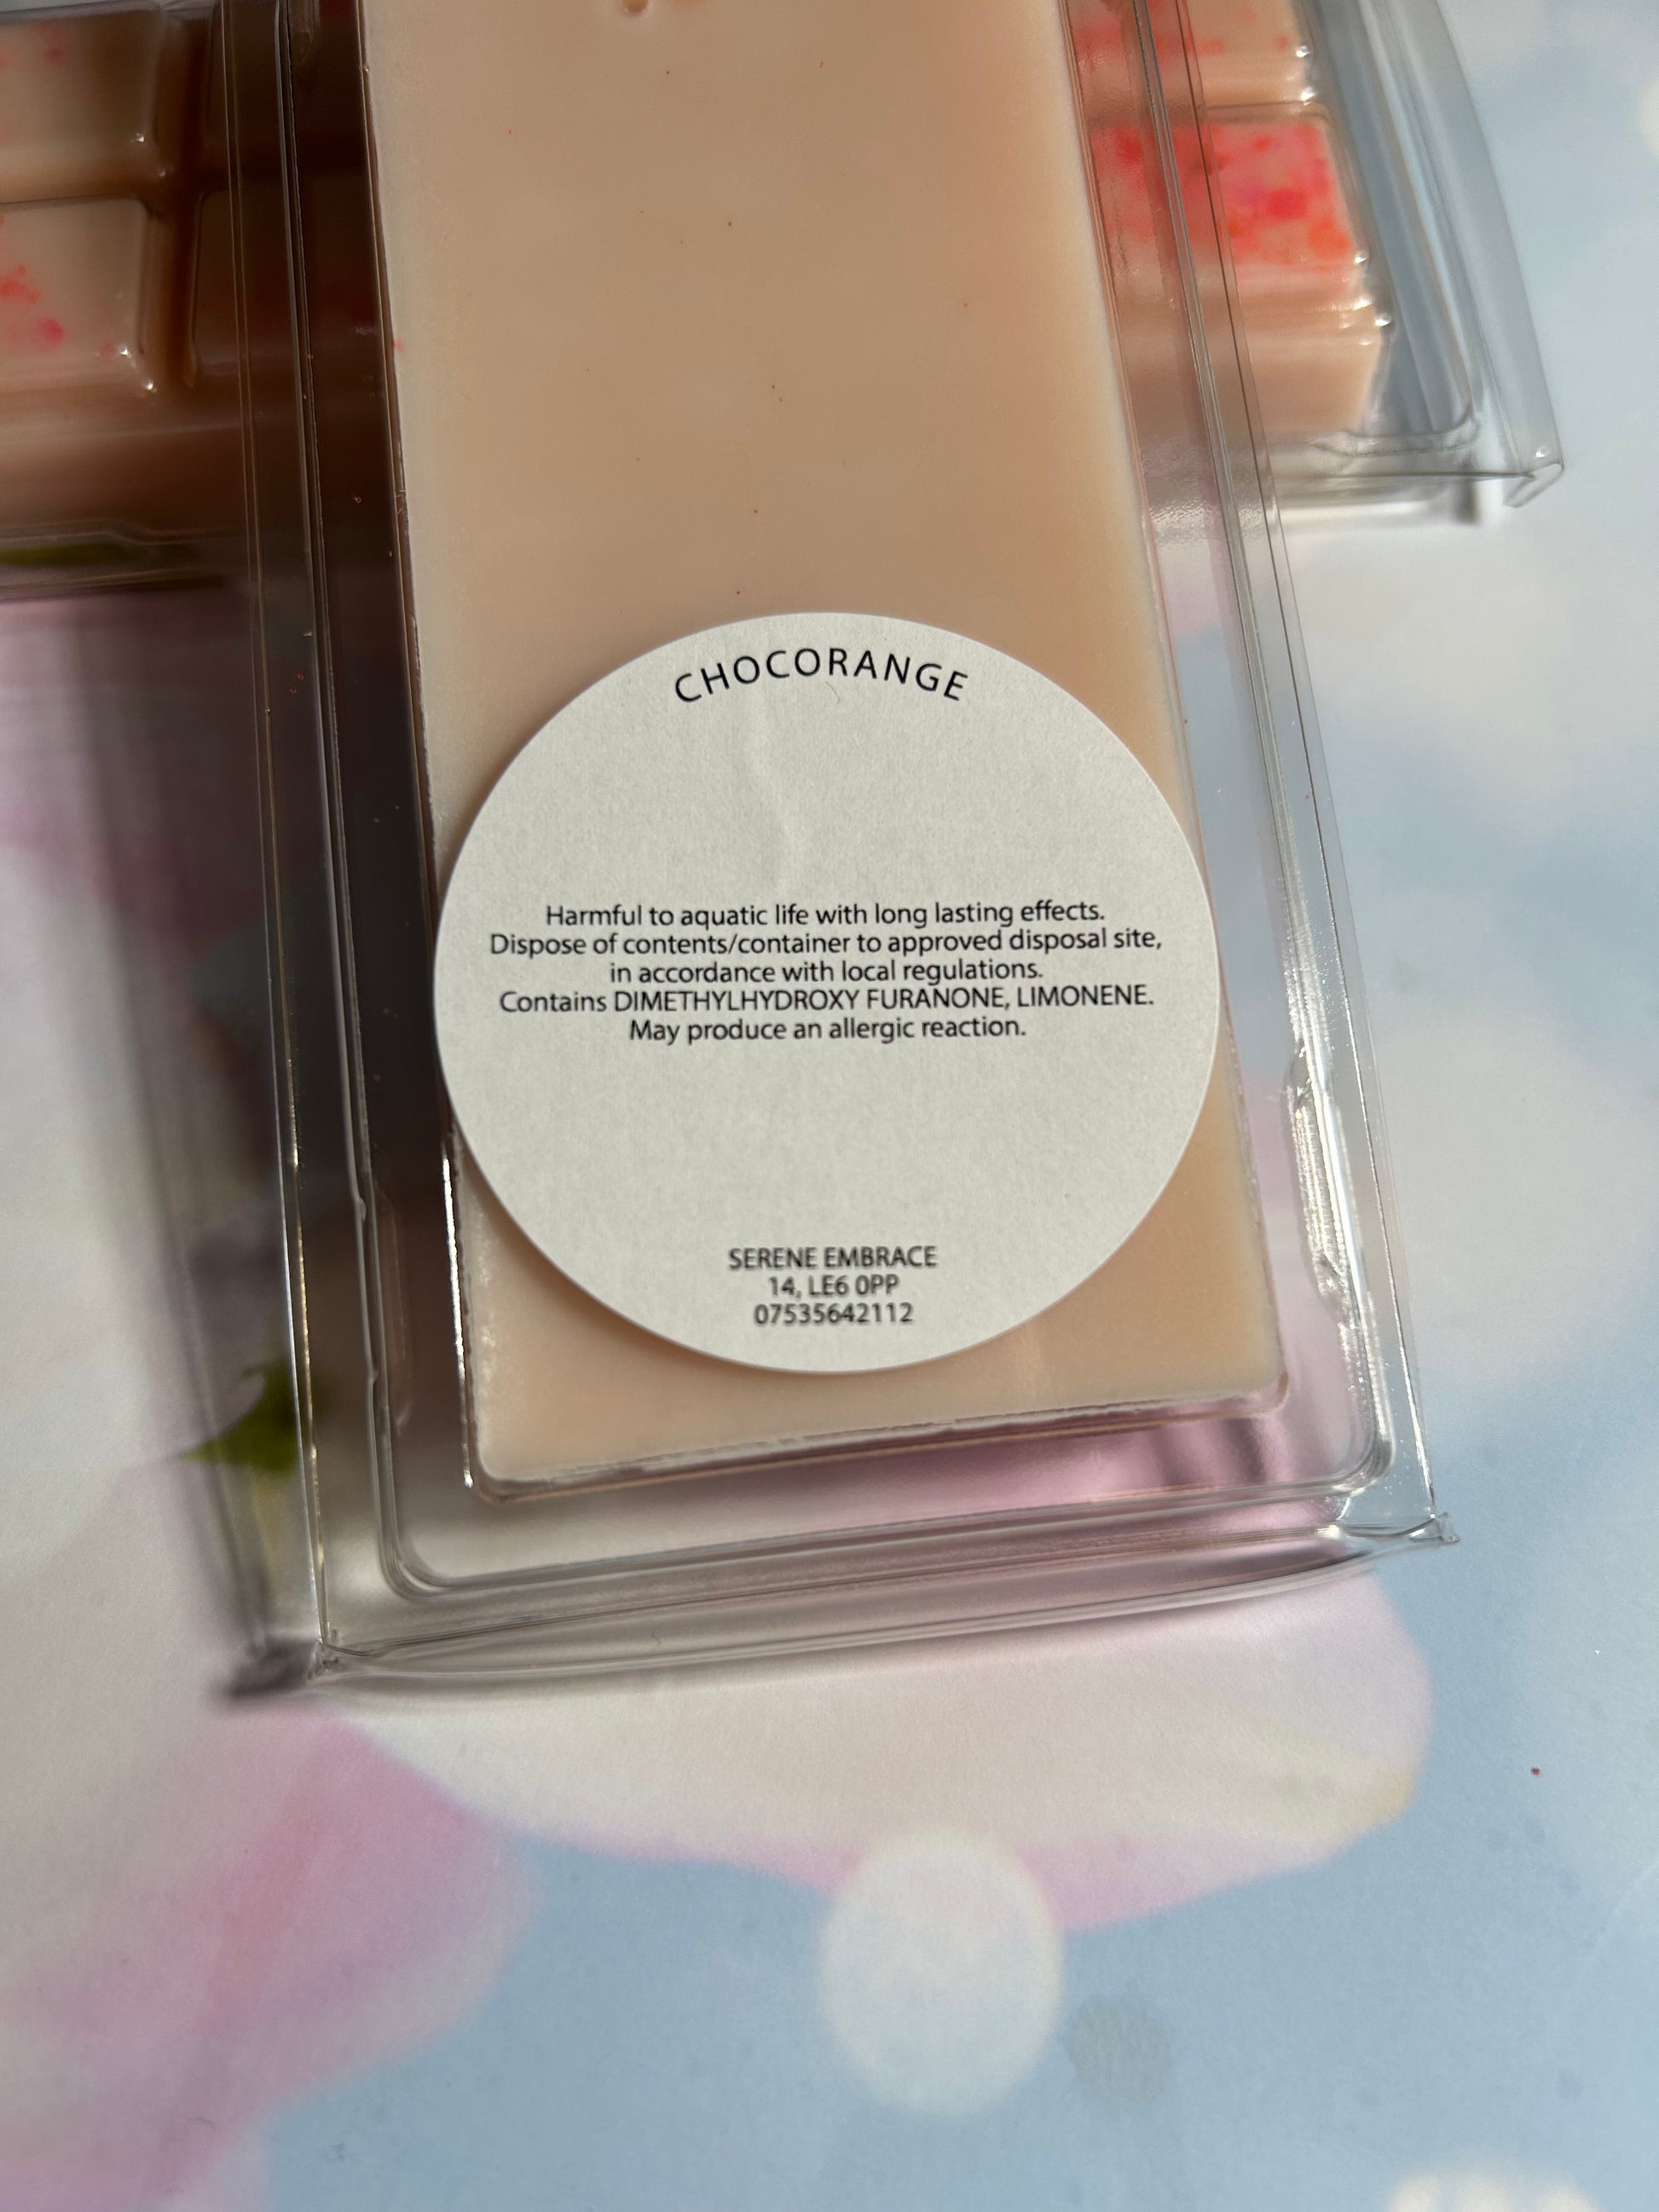 CHOCORANGE
Harmful to aquatic life with long lasting effects.
Dispose of contents/container to approved disposal site,
in accordance with local regulations.
Contains DIMETHYLHYDROXY FURANONE, LIMONENE.
May produce an allergic reaction.
SERENE EMBRACE
14, LE6 0PP
07535642112